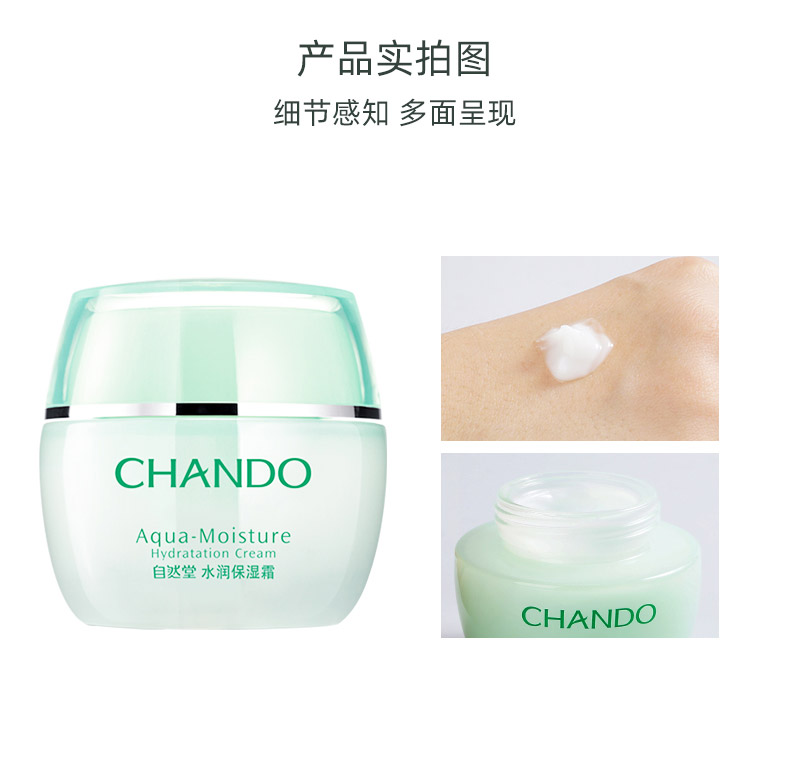 产品实拍图
细节感知 多面呈现
CHANDO
Aqua-Moisture
Hydratation Cream
自然堂 水润保湿霜
CHANDO